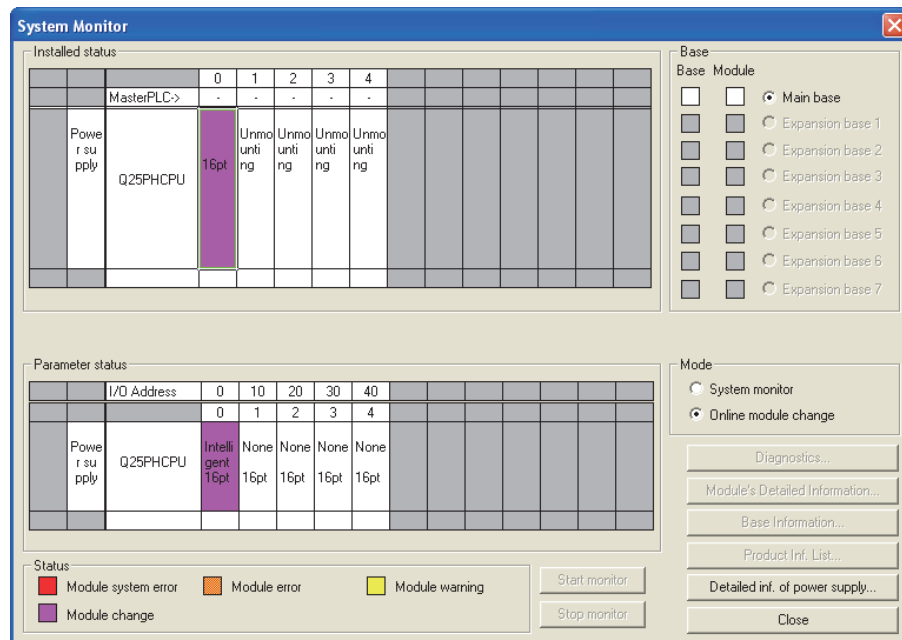 System Monitor
Installed status
0 1 2 3 4
MasterPLC-> - - - - -
Powe
r su
pply
Q25PHCPU
16pt
Unmo
unti
ng
Unmo
unti
ng
Unmo
unti
ng
Unmo
unti
ng
Base
Base Module
Main base
Expansion base 1
Expansion base 2
Expansion base 3
Expansion base 4
Expansion base 5
Expansion base 6
Expansion base 7
Parameter status
I/O Address 0 10 20 30 40
0 1 2 3 4
Powe
r su
pply
Q25PHCPU
Intelli
gent
16pt
None
16pt
None
16pt
None
16pt
None
16pt
Mode
System monitor
Online module change
Diagnostics...
Module's Detailed Information...
Base Information...
Product Inf. List...
Detailed inf. of power supply...
Close
Status
Module system error
Module error
Module warning
Module change
Start monitor
Stop monitor